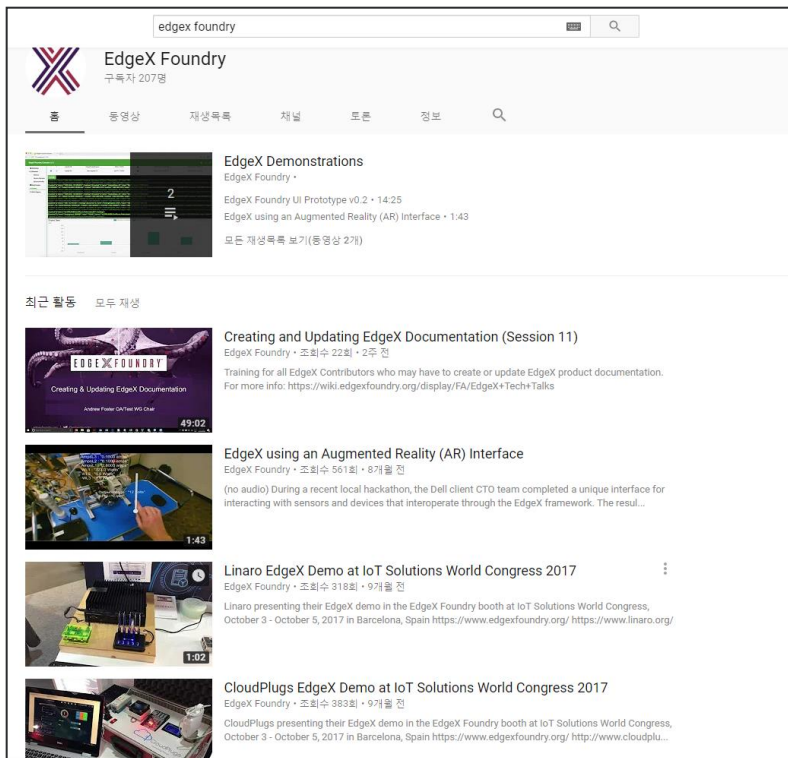 edgex foundry
EdgeX Foundry
구독자 207명
홈 동영상 재생목록 채널 토론 정보
2
EdgeX Demonstrations
EdgeX Foundry •
EdgeX Foundry UI Prototype v0.2 • 14:25
EdgeX using an Augmented Reality (AR) Interface • 1:43
모든 재생목록 보기(동영상 2개)
최근 활동 모두 재생
EDGE X FOUNDRY
Creating & Updating EdgeX Documentation
Andrew Foster QA/Test WG Chair
49:02
Creating and Updating EdgeX Documentation (Session 11)
EdgeX Foundry • 조회수 22회 • 2주 전
Training for all EdgeX Contributors who may have to create or update EdgeX product documentation.
For more info: https://wiki.edgexfoundry.org/display/FA/EdgeX+Tech+Talks
1:43
EdgeX using an Augmented Reality (AR) Interface
EdgeX Foundry • 조회수 561회 • 8개월 전
(no audio) During a recent local hackathon, the Dell client CTO team completed a unique interface for
interacting with sensors and devices that interoperate through the EdgeX framework. The resul...
1:02
Linaro EdgeX Demo at IoT Solutions World Congress 2017
EdgeX Foundry • 조회수 318회 • 9개월 전
Linaro presenting their EdgeX demo in the EdgeX Foundry booth at IoT Solutions World Congress,
October 3 - October 5, 2017 in Barcelona, Spain https://www.edgexfoundry.org/ https://www.linaro.org/
CloudPlugs EdgeX Demo at IoT Solutions World Congress 2017
EdgeX Foundry • 조회수 383회 • 9개월 전
CloudPlugs presenting their EdgeX demo in the EdgeX Foundry booth at IoT Solutions World Congress,
October 3 - October 5, 2017 in Barcelona, Spain https://www.edgexfoundry.org/ http://www.cloudplu...